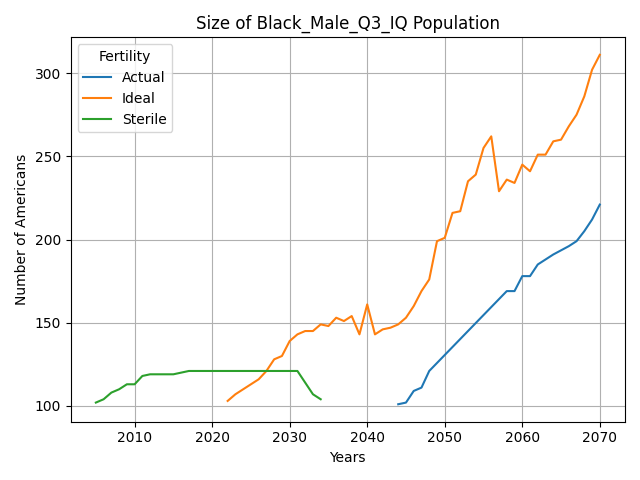 Size of Black_Male_Q3_IQ Population
Fertility
Actual
Ideal
Sterile
Number of Americans
300
250
200
150
100
2010 2020 2030 2040 2050 2060 2070
Years